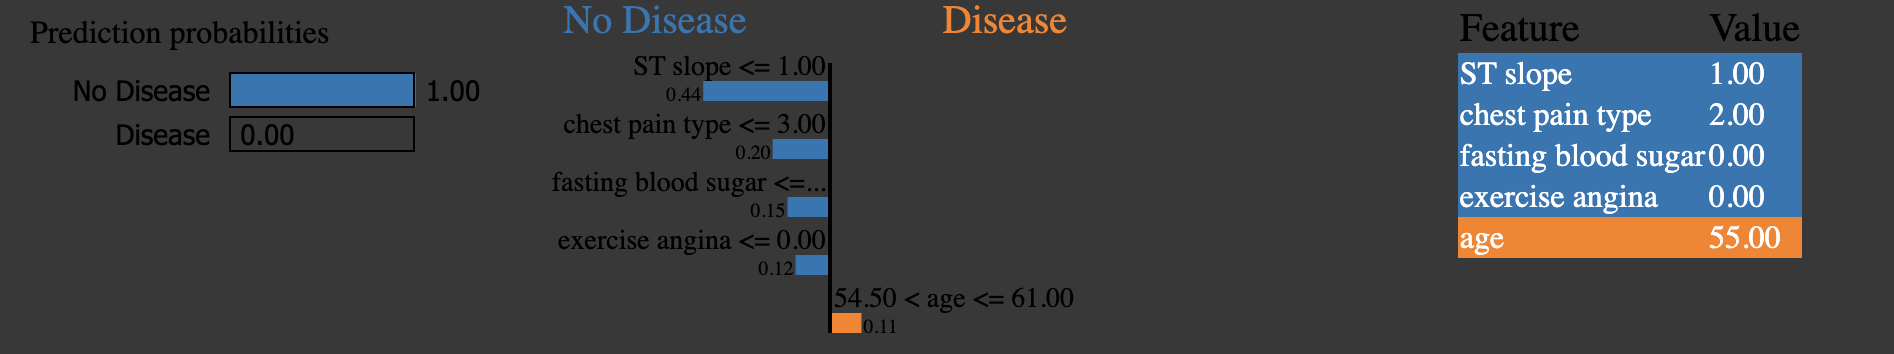 Prediction probabilities
No Disease 1.00
Disease 0.00
No Disease Disease
ST slope <= 1.00
0.44
chest pain type <= 3.00
0.20
fasting blood sugar <=...
0.15
exercise angina <= 0.00
0.12
54.50 < age <= 61.00
0.11
Feature Value
ST slope 1.00
chest pain type 2.00
fasting blood sugar 0.00
exercise angina 0.00
age 55.00